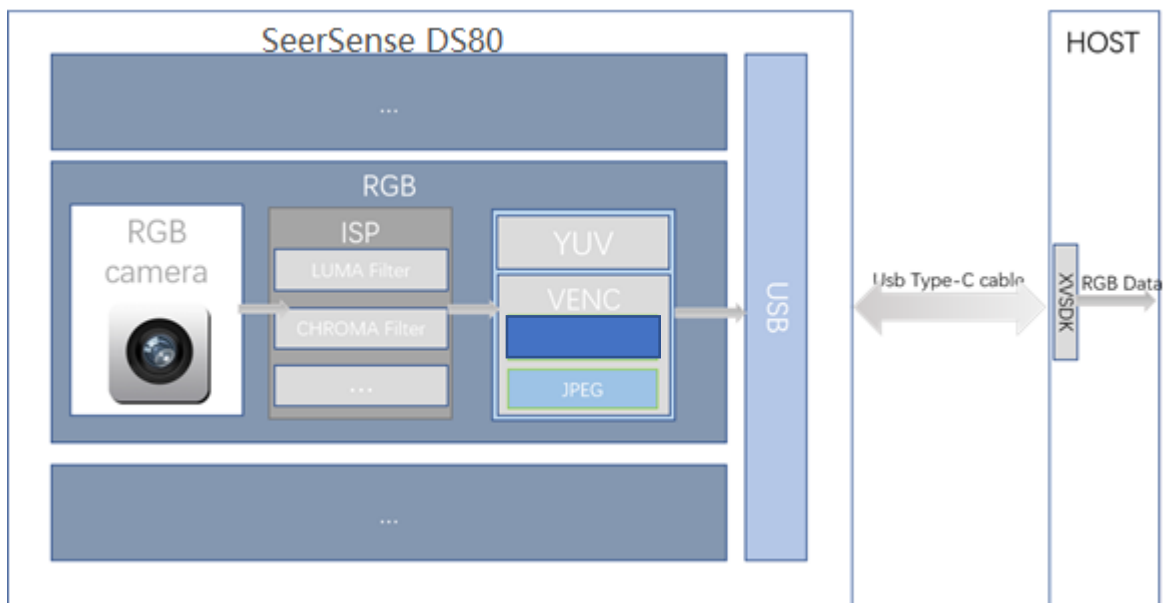 SeerSense DS80
HOST
...
RGB
RGB
camera
ISP
LUMA Filter
CHROMA Filter
...
YUV
VENC
JPEG
USB
Usb Type-C cable
XVSDK
RGB Data
...